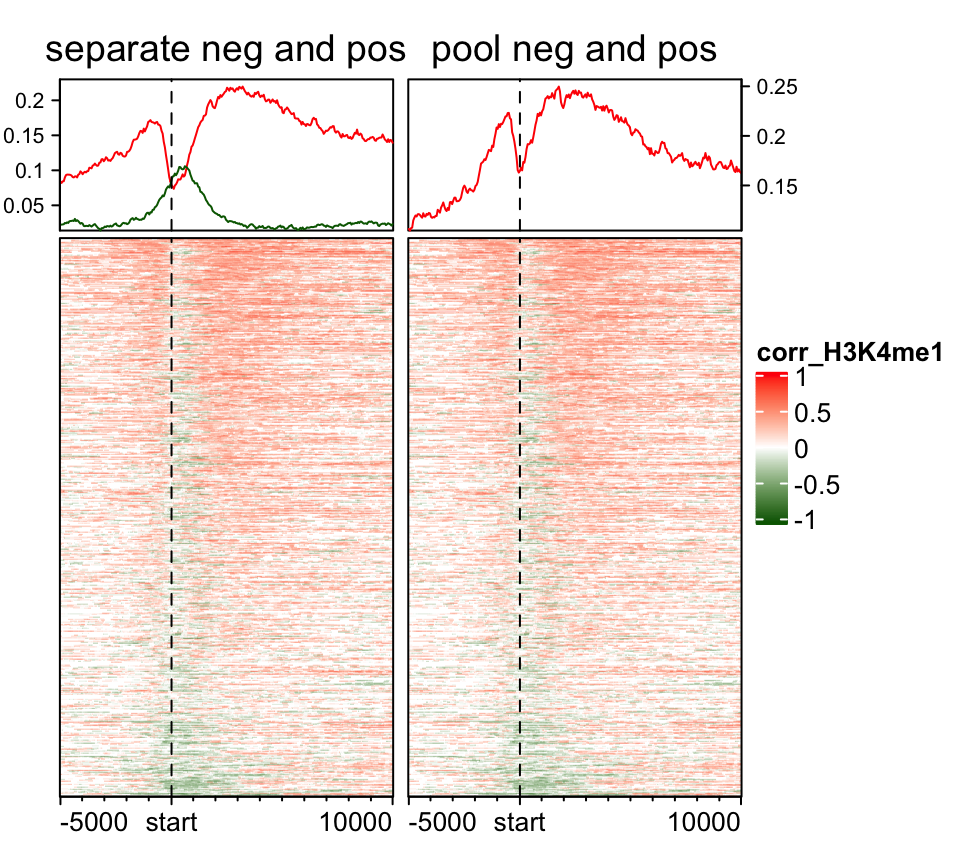 separate neg and pos
pool neg and pos
0.2
0.15
0.1
0.05
0.25
0.2
0.15
corr_H3K4me1
1
0.5
0
-0.5
-1
-5000 start 10000
-5000 start 10000